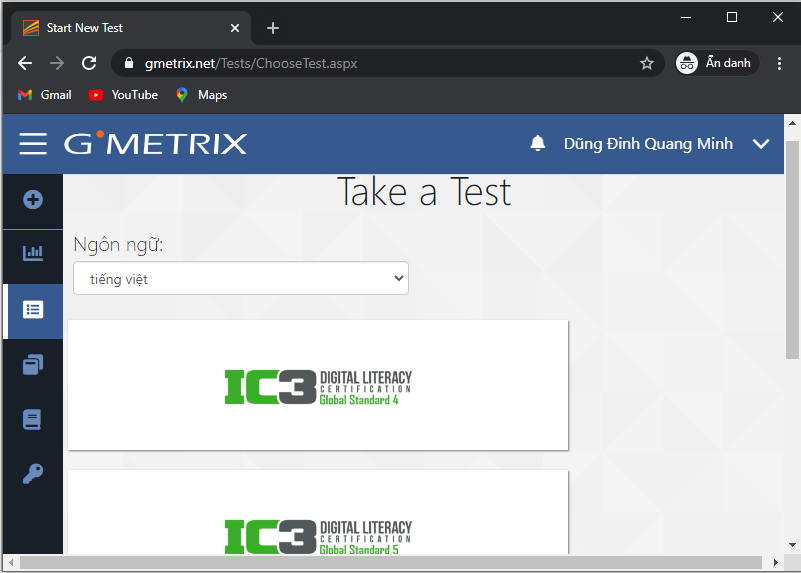 Start New Test
gmetrix.net/Tests/ChooseTest.aspx
Ẩn danh
Gmail
YouTube
Maps
GMETRIX
Dũng Đinh Quang Minh
Take a Test
Ngôn ngữ:
tiếng việt
IC3 DIGITAL LITERACY
CERTIFICATION
Global Standard 4
IC3 DIGITAL LITERACY
CERTIFICATION
Global Standard 5